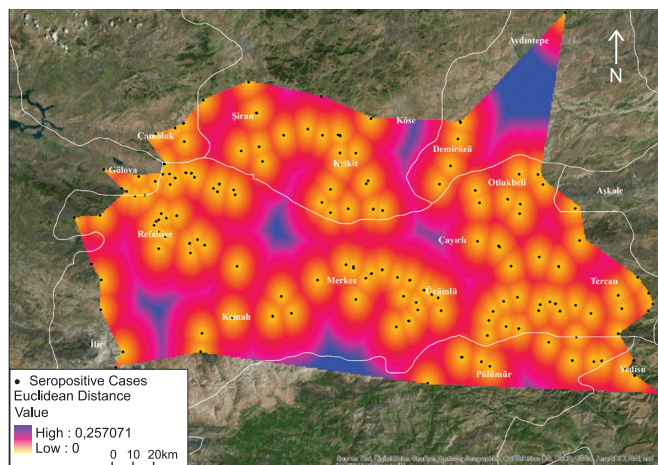 Aydıntepe
N
Şiran
Köse
Çamoluk
Demirözü
Kelkit
Gölova
Otlukbeli
Aşkale
Refahiye
Çayırlı
Merkez
Tercan
Üzümlü
Kemah
İliç
Pülümür
Yedisu
Seropositive Cases
Euclidean Distance
Value
High : 0,257071
Low : 0
0 10 20km